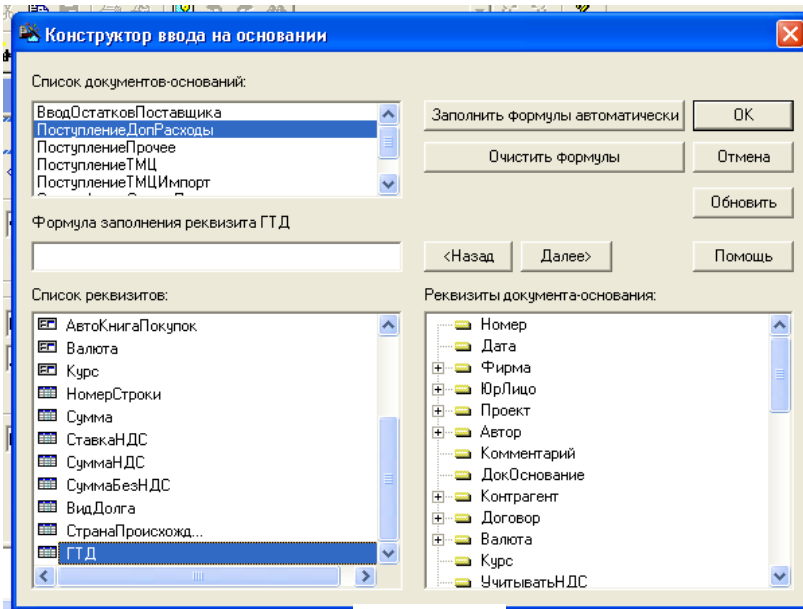 Конструктор ввода на основании
Список документов-оснований:
ВводОстатковПоставщика
ПоступлениеДопРасходы
ПоступлениеПрочее
ПоступлениеТМЦ
ПоступлениеТМЦИмпорт
Заполнить формулы автоматически
ОК
Очистить формулы
Отмена
Обновить
Формула заполнения реквизита ГТД
<Назад
Далее>
Помощь
Список реквизитов:
АвтоКнигаПокупок
Валюта
Курс
НомерСтроки
Сумма
СтавкаНДС
СуммаНДС
СуммаБезНДС
ВидДолга
СтранаПроисхожд...
ГТД
Реквизиты документа-основания:
Номер
Дата
Фирма
ЮрЛицо
Проект
Автор
Комментарий
ДокОснование
Контрагент
Договор
Валюта
Курс
УчитыватьНДС